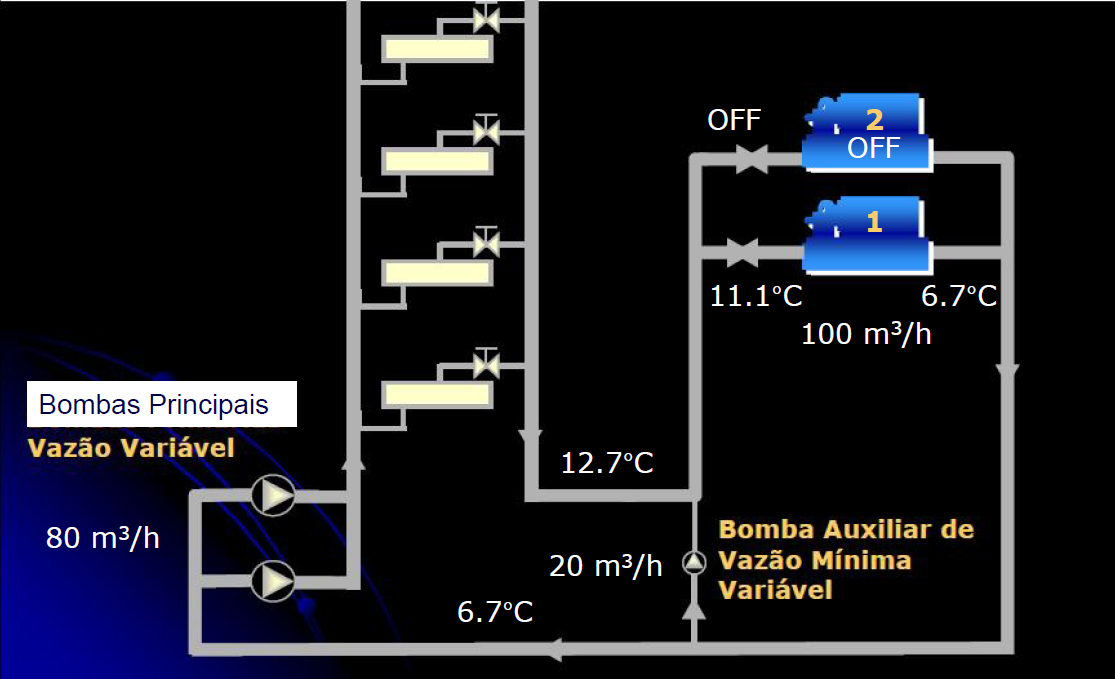 OFF
2
OFF
1
11.1°C
6.7°C
100 m³/h
Bombas Principais
Vazão Variável
12.7°C
80 m³/h
20 m³/h
Bomba Auxiliar de
Vazão Mínima
Variável
6.7°C